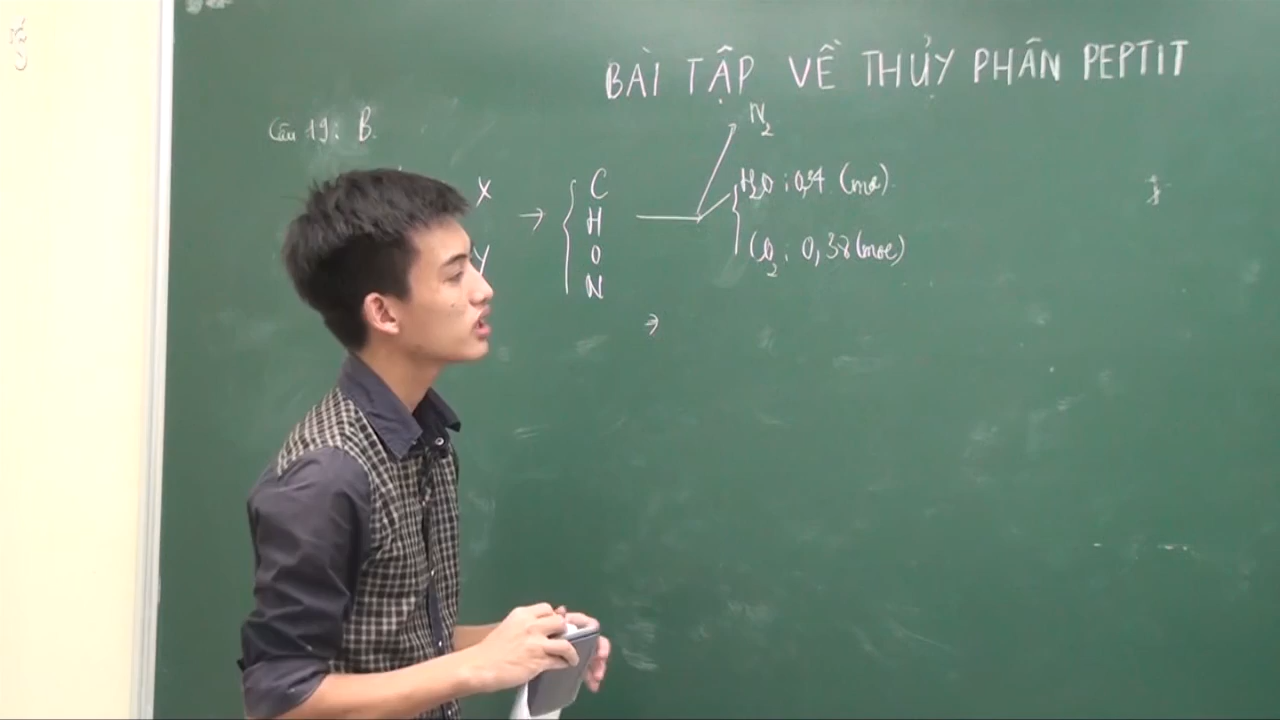 BÀI TẬP VỀ THỦY PHÂN PEPTIT
Câu 19: B.
N₂
X → C H₂O : 0,34 (mol)
H
Y O CO₂ : 0,38 (mol)
N
→